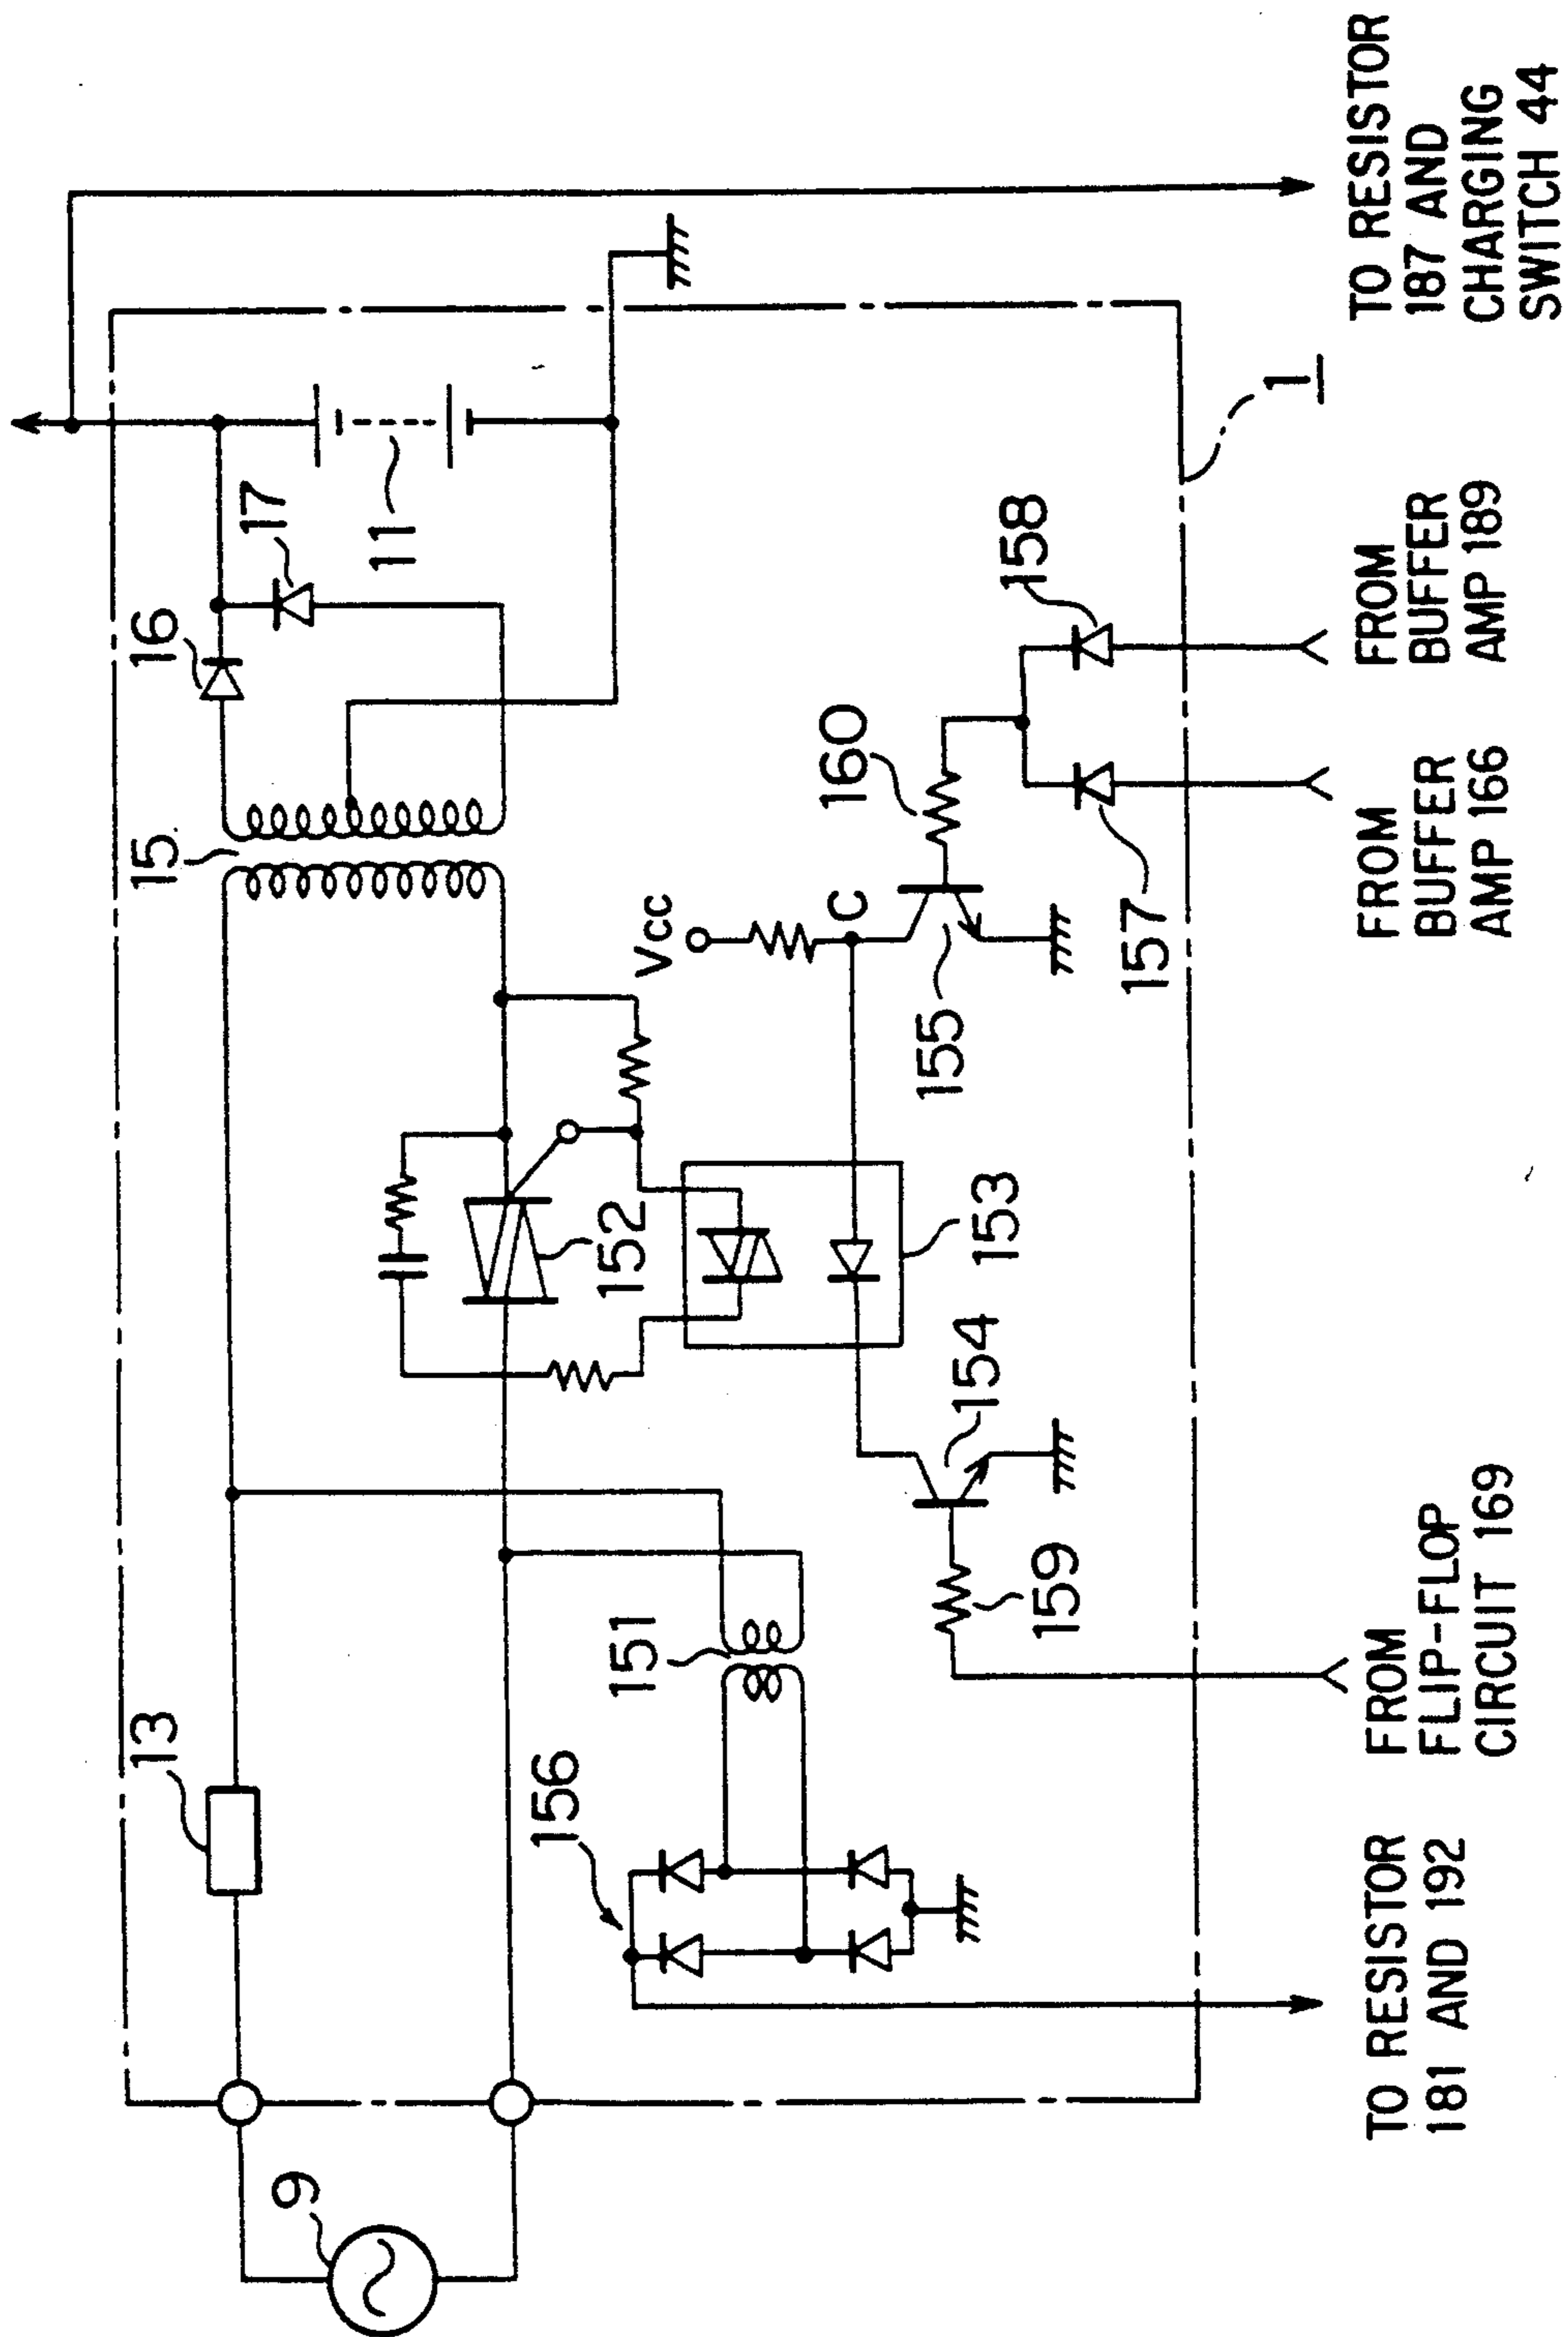 9
13
15
16
17
11
156
151
152
Vcc
153
C
160
159
154
155
157
158
1
TO RESISTOR
181 AND 192
FROM
FLIP-FLOP
CIRCUIT 169
FROM
BUFFER
AMP 166
FROM
BUFFER
AMP 189
TO RESISTOR
187 AND
CHARGING
SWITCH 44